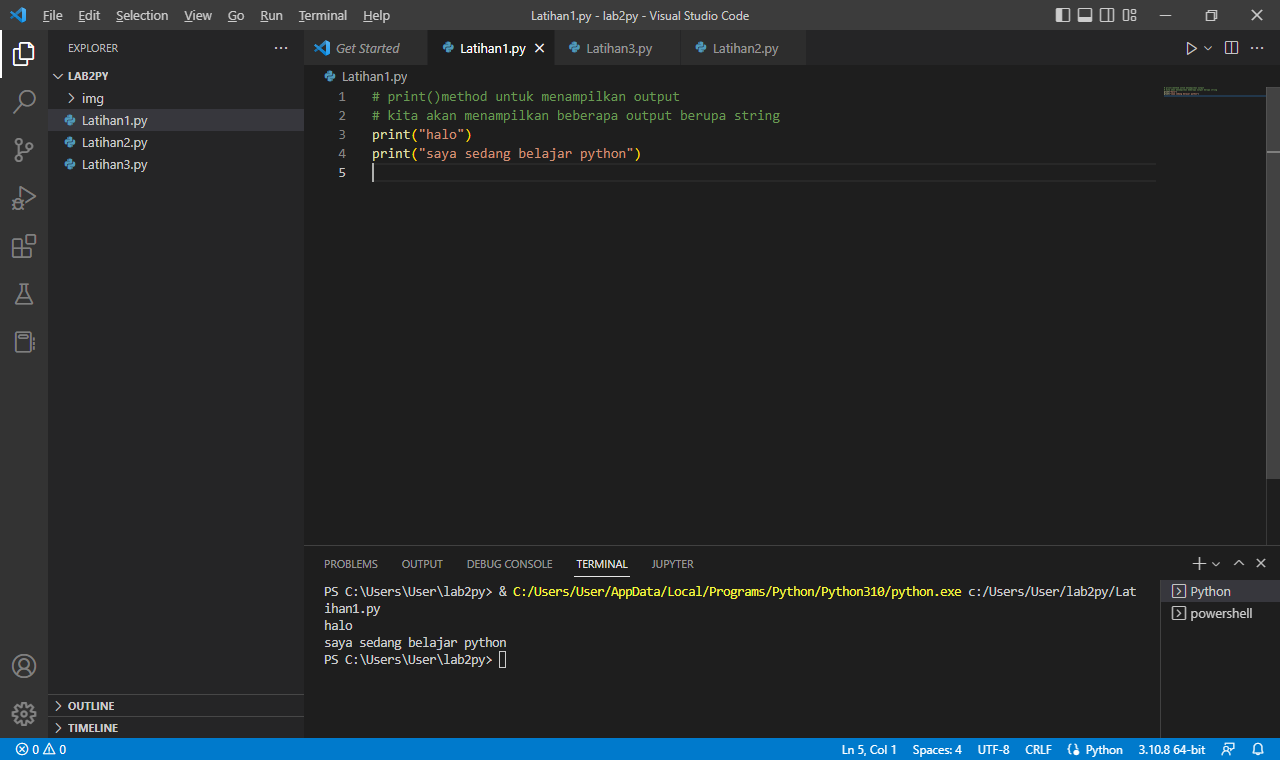 File Edit Selection View Go Run Terminal Help Latihan1.py - lab2py - Visual Studio Code
EXPLORER
LAB2PY
img
Latihan1.py
Latihan2.py
Latihan3.py
OUTLINE
TIMELINE
Get Started Latihan1.py Latihan3.py Latihan2.py
Latihan1.py
1 # print()method untuk menampilkan output
2 # kita akan menampilkan beberapa output berupa string
3 print("halo")
4 print("saya sedang belajar python")
5
PROBLEMS OUTPUT DEBUG CONSOLE TERMINAL JUPYTER
PS C:\Users\User\lab2py> & C:/Users/User/AppData/Local/Programs/Python/Python310/python.exe c:/Users/User/lab2py/Lat
ihan1.py
halo
saya sedang belajar python
PS C:\Users\User\lab2py>
Python
powershell
0 0 Ln 5, Col 1 Spaces: 4 UTF-8 CRLF Python 3.10.8 64-bit